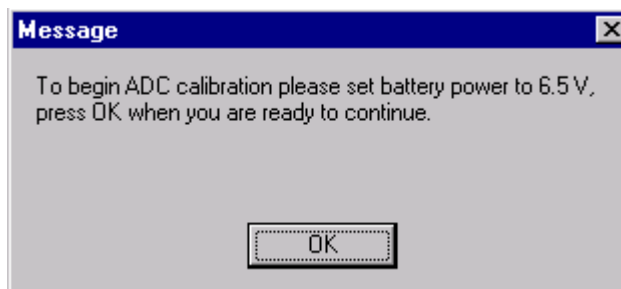 Message
To begin ADC calibration please set battery power to 6.5 V,
press OK when you are ready to continue.
OK